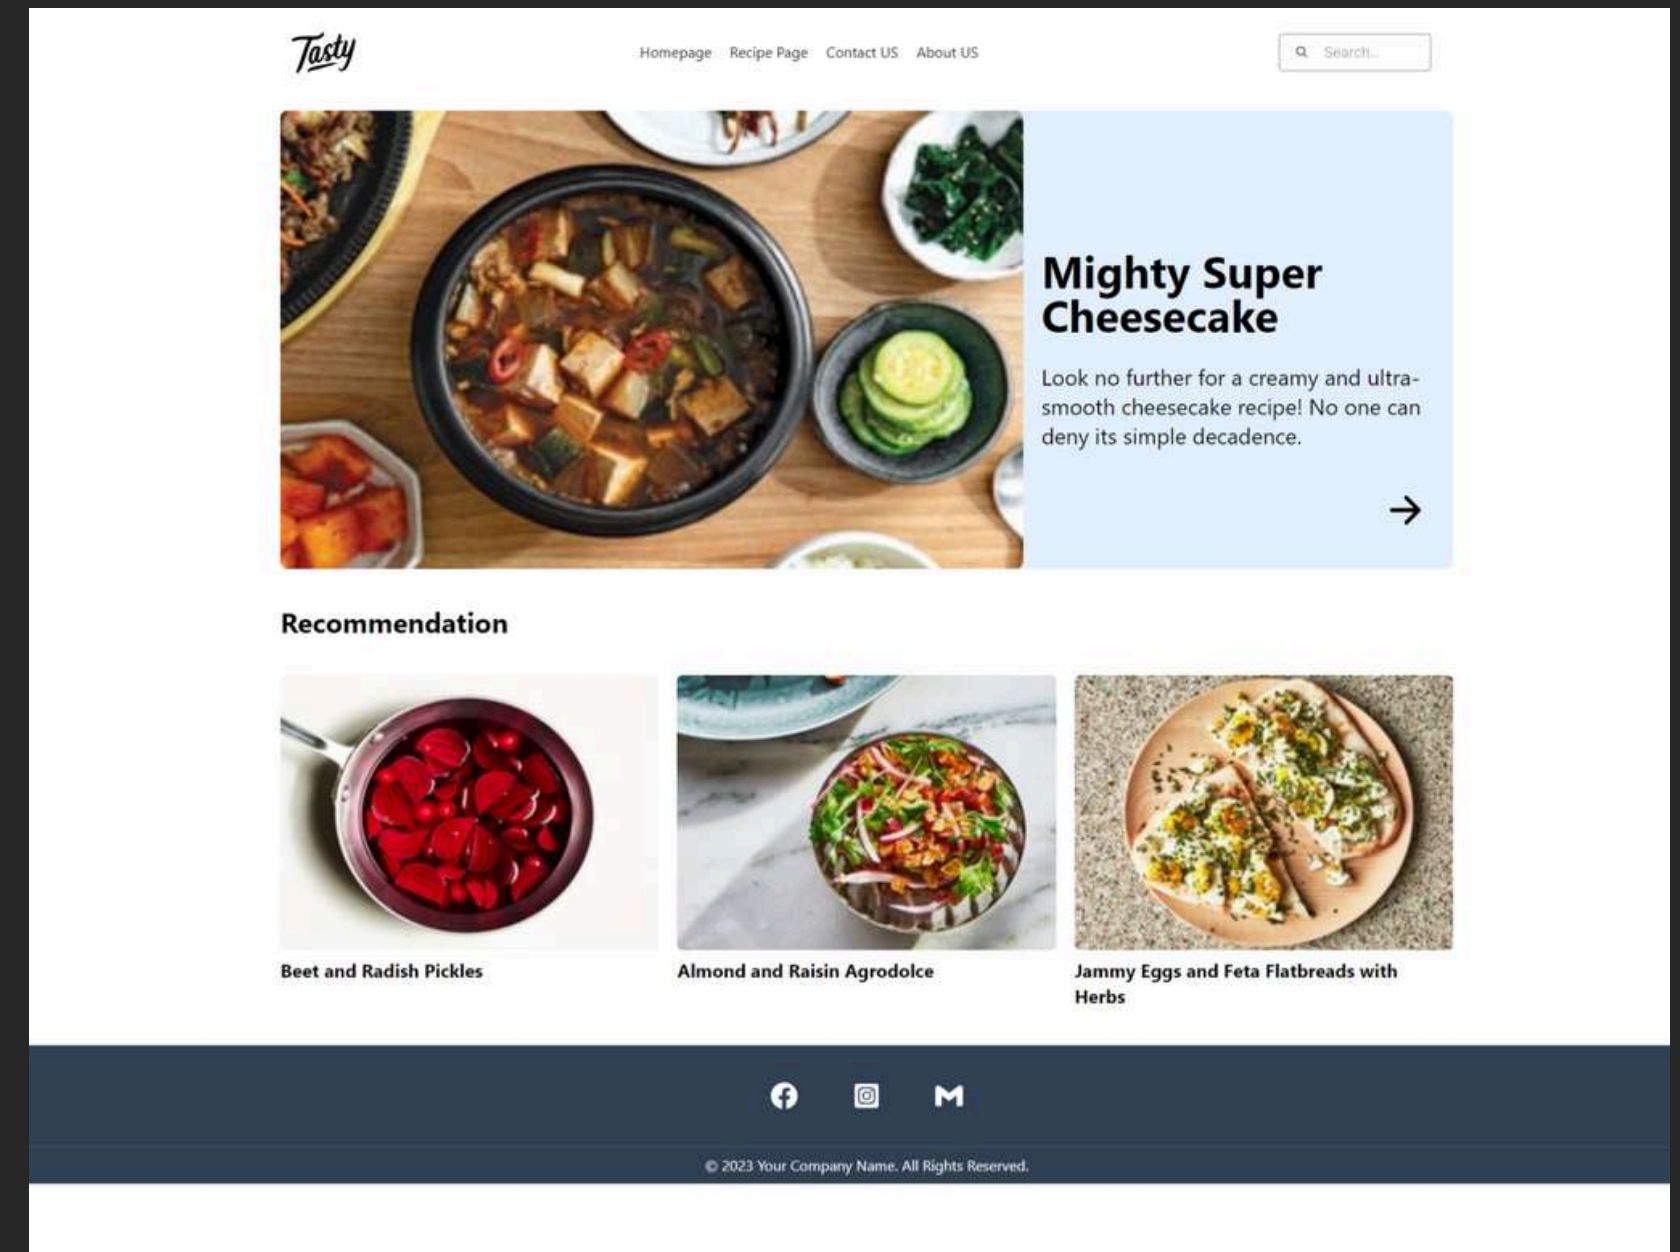 Tasty
Homepage Recipe Page Contact US About US
Search...
Mighty Super
Cheesecake
Look no further for a creamy and ultra-
smooth cheesecake recipe! No one can
deny its simple decadence.
Recommendation
Beet and Radish Pickles
Almond and Raisin Agrodolce
Jammy Eggs and Feta Flatbreads with
Herbs
© 2023 Your Company Name. All Rights Reserved.